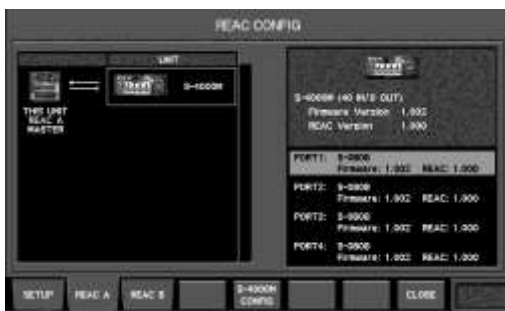 REAC CONFIG
UNIT
S-4000M
THIS UNIT
REAC A
MASTER
S-4000M (40 IN/8 OUT)
Firmware Version 1.002
REAC Version 1.000
PORT1: S-0808
Firmware: 1.002 REAC: 1.000
PORT2: S-0808
Firmware: 1.002 REAC: 1.000
PORT3: S-0808
Firmware: 1.002 REAC: 1.000
PORT4: S-0808
Firmware: 1.002 REAC: 1.000
SETUP REAC A REAC B S-4000M CONFIG CLOSE